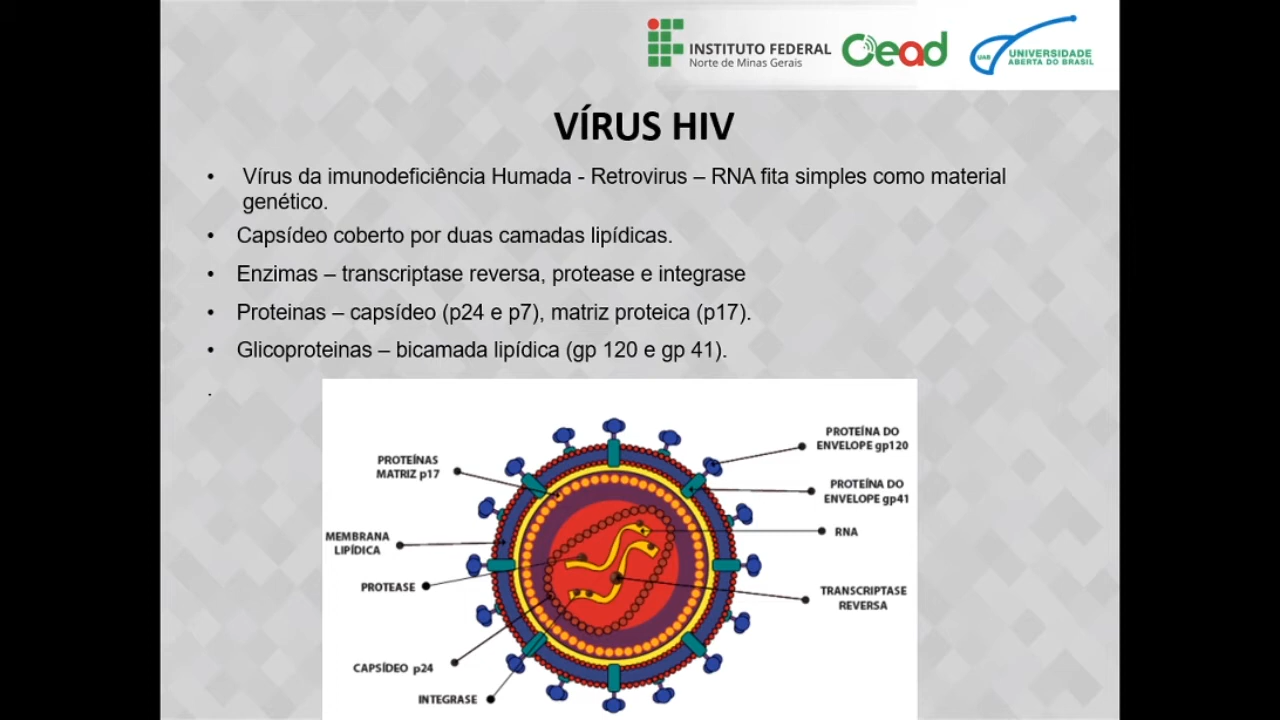 INSTITUTO FEDERAL
Norte de Minas Gerais
Cead
UAB
UNIVERSIDADE
ABERTA DO BRASIL
VÍRUS HIV
• Vírus da imunodeficiência Humada - Retrovirus – RNA fita simples como material
genético.
• Capsídeo coberto por duas camadas lipídicas.
• Enzimas – transcriptase reversa, protease e integrase
• Proteinas – capsídeo (p24 e p7), matriz proteica (p17).
• Glicoproteinas – bicamada lipídica (gp 120 e gp 41).
.
PROTEÍNAS
MATRIZ p17
MEMBRANA
LIPÍDICA
PROTEASE
CAPSÍDEO p24
INTEGRASE
PROTEÍNA DO
ENVELOPE gp120
PROTEÍNA DO
ENVELOPE gp41
RNA
TRANSCRIPTASE
REVERSA